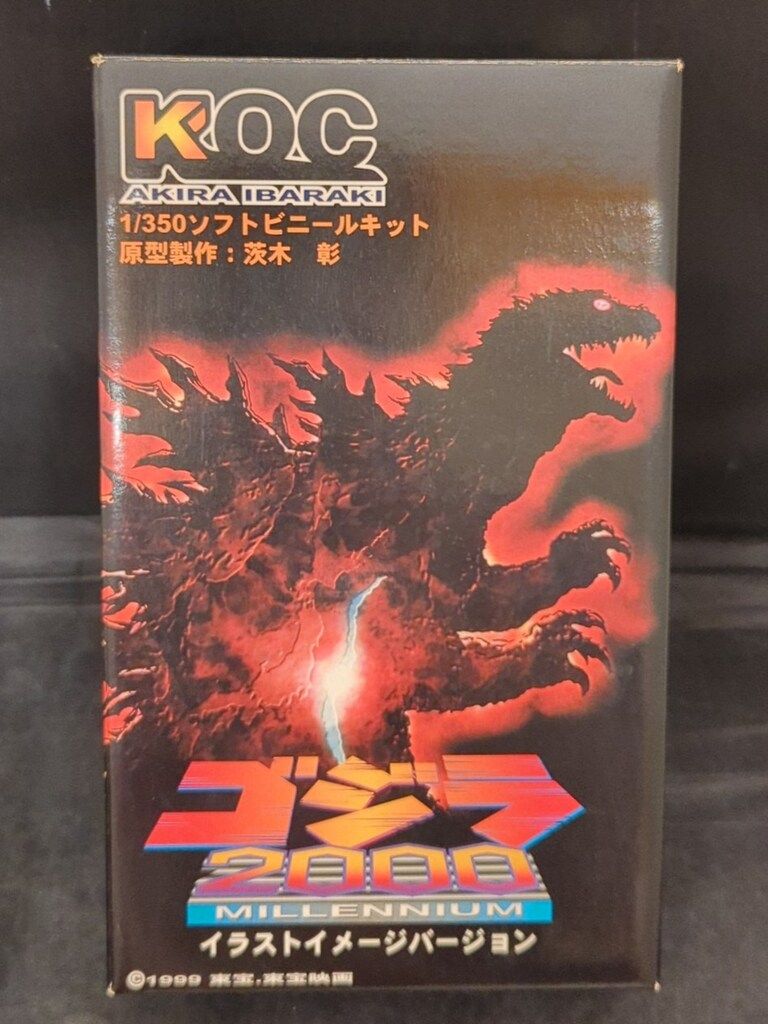 KOC
AKIRA IBARAKI
1/350ソフトビニールキット
原型製作:茨木 彰
ゴジラ
2000
MILLENNIUM
イラストイメージバージョン
©1999 東宝,東宝映画